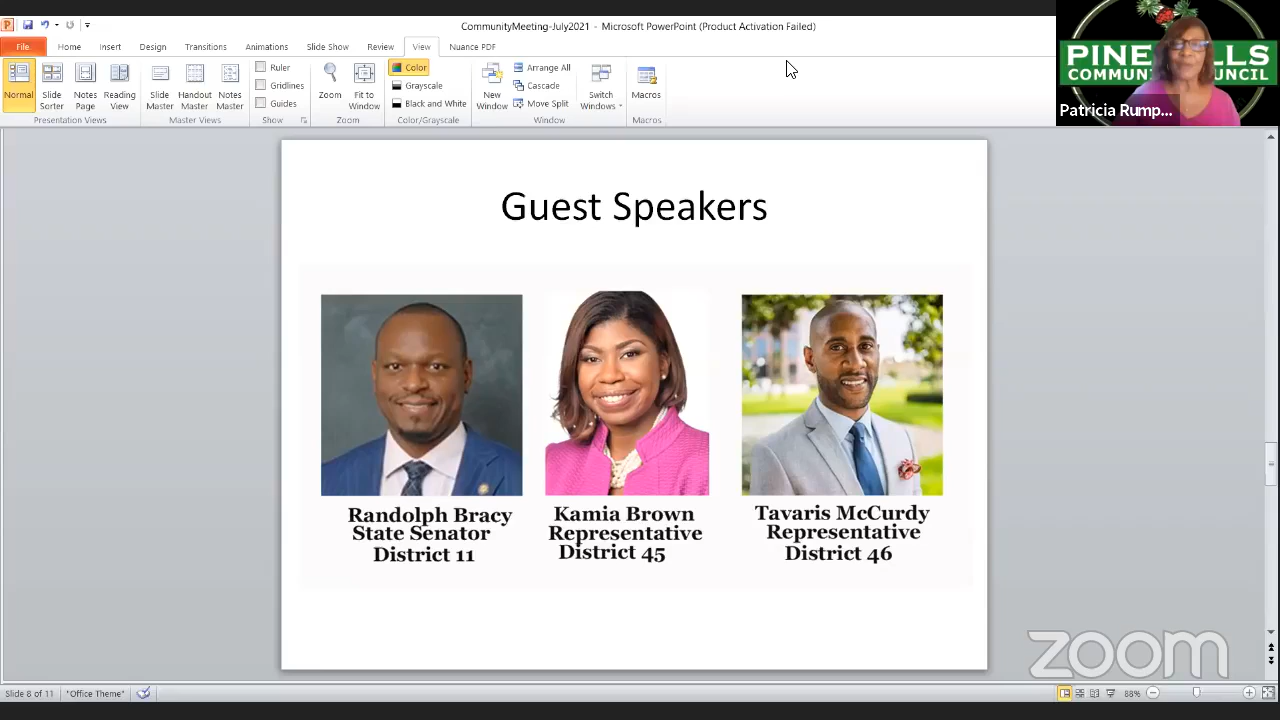 CommunityMeeting-July2021 - Microsoft PowerPoint (Product Activation Failed)
File Home Insert Design Transitions Animations Slide Show Review View Nuance PDF
Normal
Slide Sorter
Notes Page
Reading View
Presentation Views
Slide Master
Handout Master
Notes Master
Master Views
Ruler
Gridlines
Guides
Show
Zoom
Fit to Window
Zoom
Color
Grayscale
Black and White
Color/Grayscale
New Window
Arrange All
Cascade
Move Split
Switch Windows
Window
Macros
Macros
PINE LLS
COMMU COUNCIL
Patricia Rump...
Guest Speakers
Randolph Bracy
State Senator
District 11
Kamia Brown
Representative
District 45
Tavaris McCurdy
Representative
District 46
zoom
Slide 8 of 11 "Office Theme" 88%